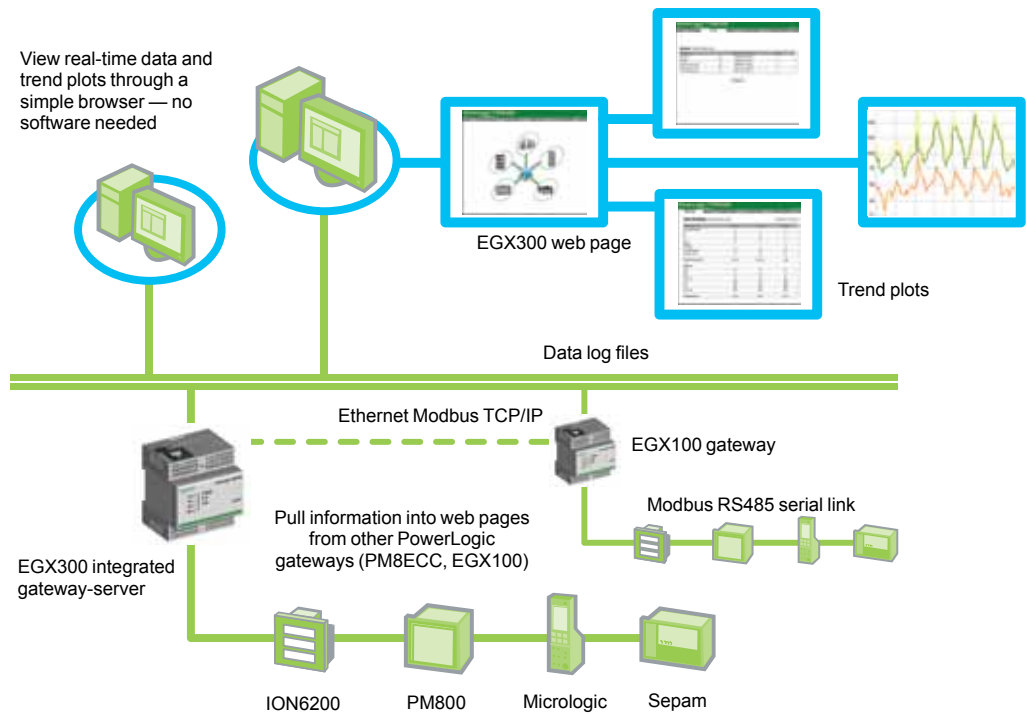 View real-time data and
trend plots through a
simple browser — no
software needed
EGX300 web page
Trend plots
Data log files
Ethernet Modbus TCP/IP
EGX100 gateway
Modbus RS485 serial link
Pull information into web pages
from other PowerLogic
gateways (PM8ECC, EGX100)
EGX300 integrated
gateway-server
ION6200
PM800
Micrologic
Sepam